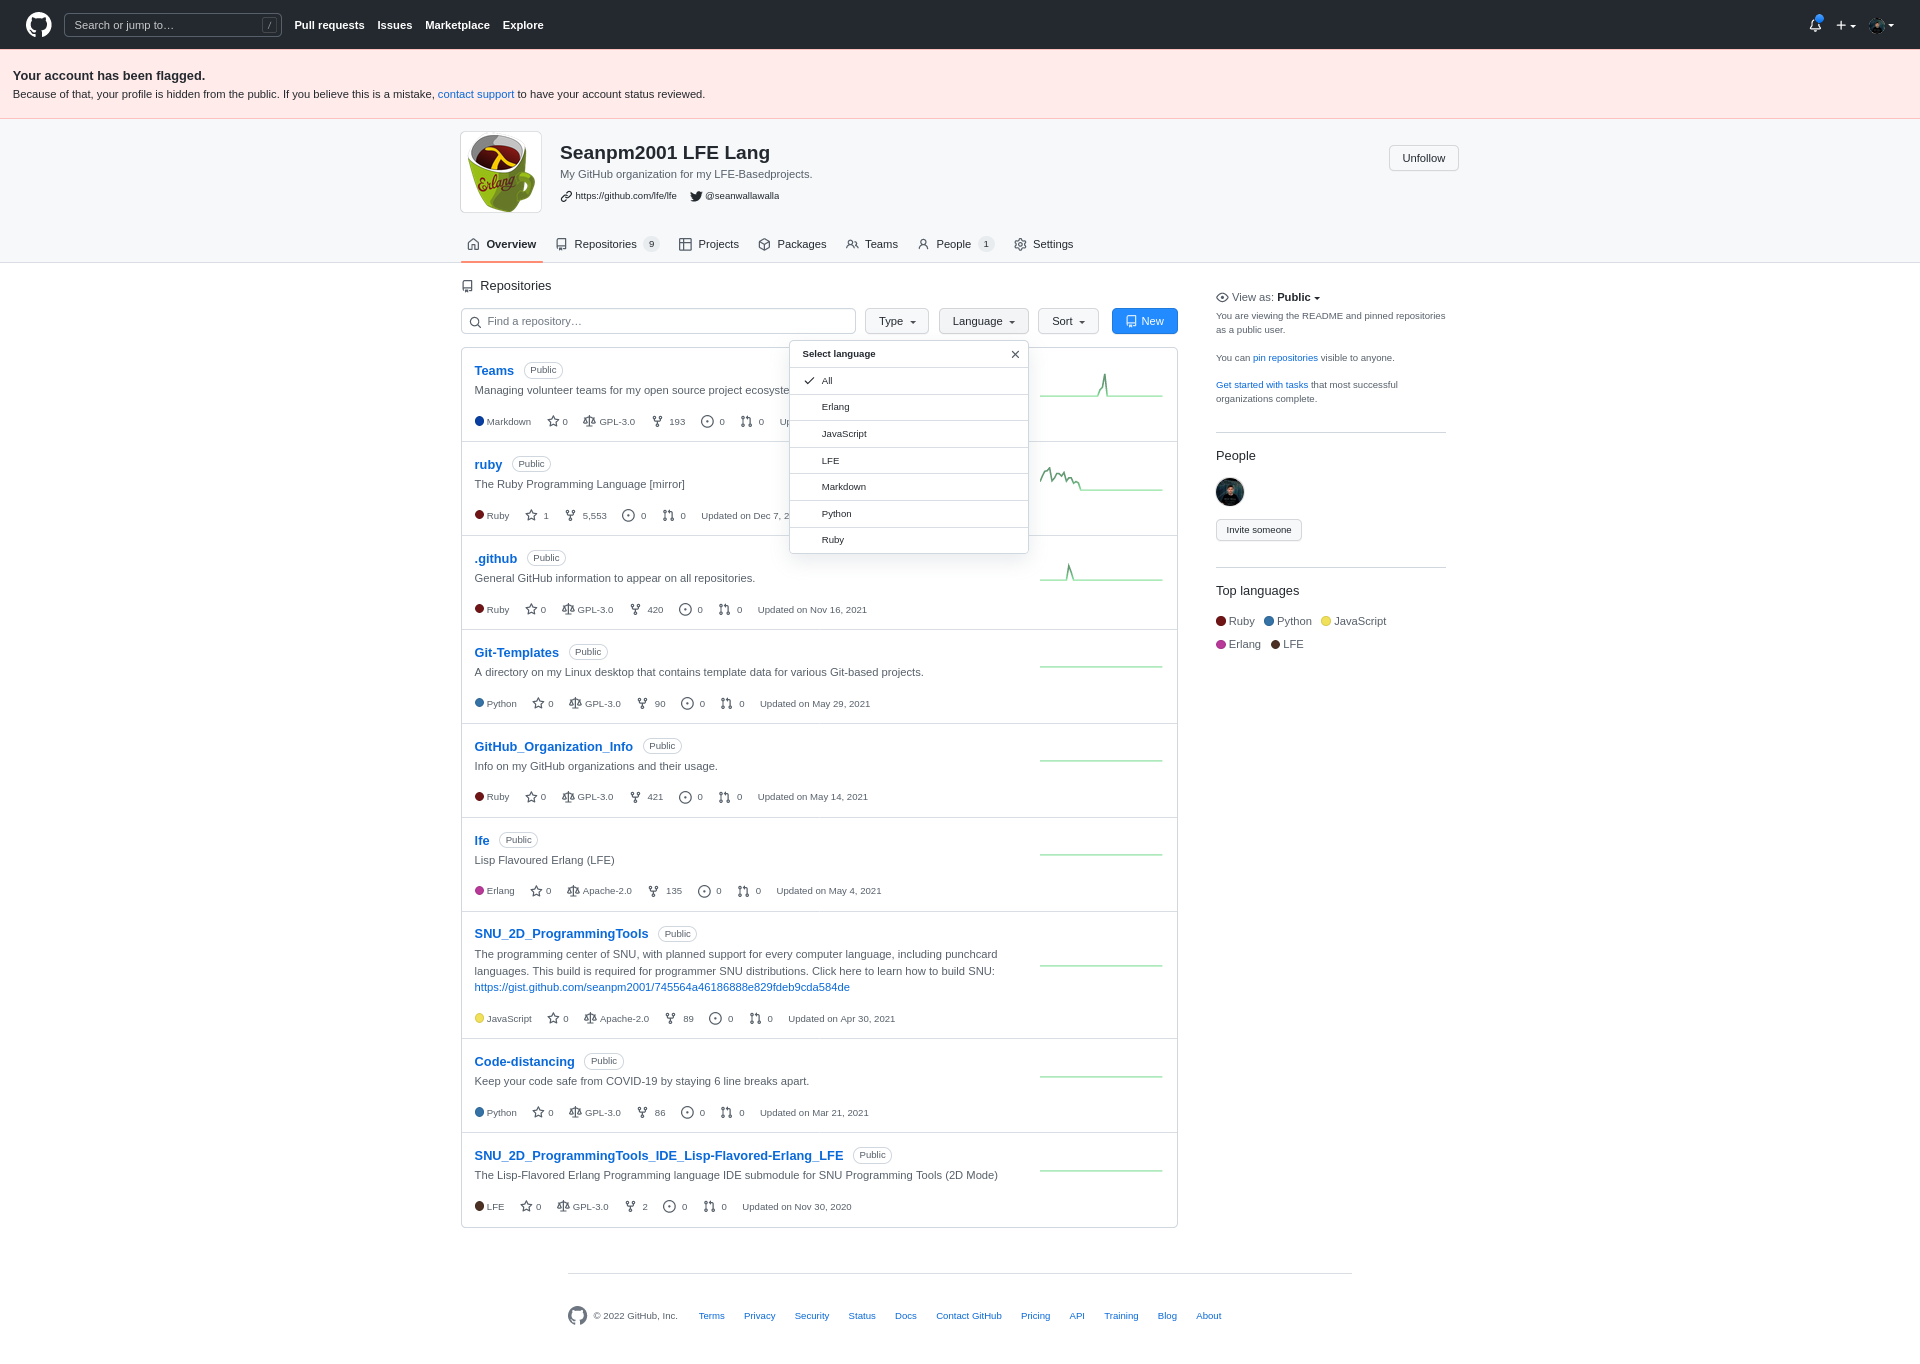 Search or jump to… /
Pull requests Issues Marketplace Explore
Your account has been flagged.
Because of that, your profile is hidden from the public. If you believe this is a mistake, contact support to have your account status reviewed.
Erlang
Seanpm2001 LFE Lang
My GitHub organization for my LFE-Basedprojects.
https://github.com/lfe/lfe @seanwallawalla
Unfollow
Overview Repositories 9 Projects Packages Teams People 1 Settings
Repositories
Find a repository… Type Language Sort New
Select language
All
Erlang
JavaScript
LFE
Markdown
Python
Ruby
Teams Public
Managing volunteer teams for my open source project ecosyste
Markdown 0 GPL-3.0 193 0 0 Up
ruby Public
The Ruby Programming Language [mirror]
Ruby 1 5,553 0 0 Updated on Dec 7, 2
.github Public
General GitHub information to appear on all repositories.
Ruby 0 GPL-3.0 420 0 0 Updated on Nov 16, 2021
Git-Templates Public
A directory on my Linux desktop that contains template data for various Git-based projects.
Python 0 GPL-3.0 90 0 0 Updated on May 29, 2021
GitHub_Organization_Info Public
Info on my GitHub organizations and their usage.
Ruby 0 GPL-3.0 421 0 0 Updated on May 14, 2021
lfe Public
Lisp Flavoured Erlang (LFE)
Erlang 0 Apache-2.0 135 0 0 Updated on May 4, 2021
SNU_2D_ProgrammingTools Public
The programming center of SNU, with planned support for every computer language, including punchcard
languages. This build is required for programmer SNU distributions. Click here to learn how to build SNU:
https://gist.github.com/seanpm2001/745564a46186888e829fdeb9cda584de
JavaScript 0 Apache-2.0 89 0 0 Updated on Apr 30, 2021
Code-distancing Public
Keep your code safe from COVID-19 by staying 6 line breaks apart.
Python 0 GPL-3.0 86 0 0 Updated on Mar 21, 2021
SNU_2D_ProgrammingTools_IDE_Lisp-Flavored-Erlang_LFE Public
The Lisp-Flavored Erlang Programming language IDE submodule for SNU Programming Tools (2D Mode)
LFE 0 GPL-3.0 2 0 0 Updated on Nov 30, 2020
View as: Public
You are viewing the README and pinned repositories
as a public user.
You can pin repositories visible to anyone.
Get started with tasks that most successful
organizations complete.
People
Invite someone
Top languages
Ruby Python JavaScript
Erlang LFE
© 2022 GitHub, Inc. Terms Privacy Security Status Docs Contact GitHub Pricing API Training Blog About